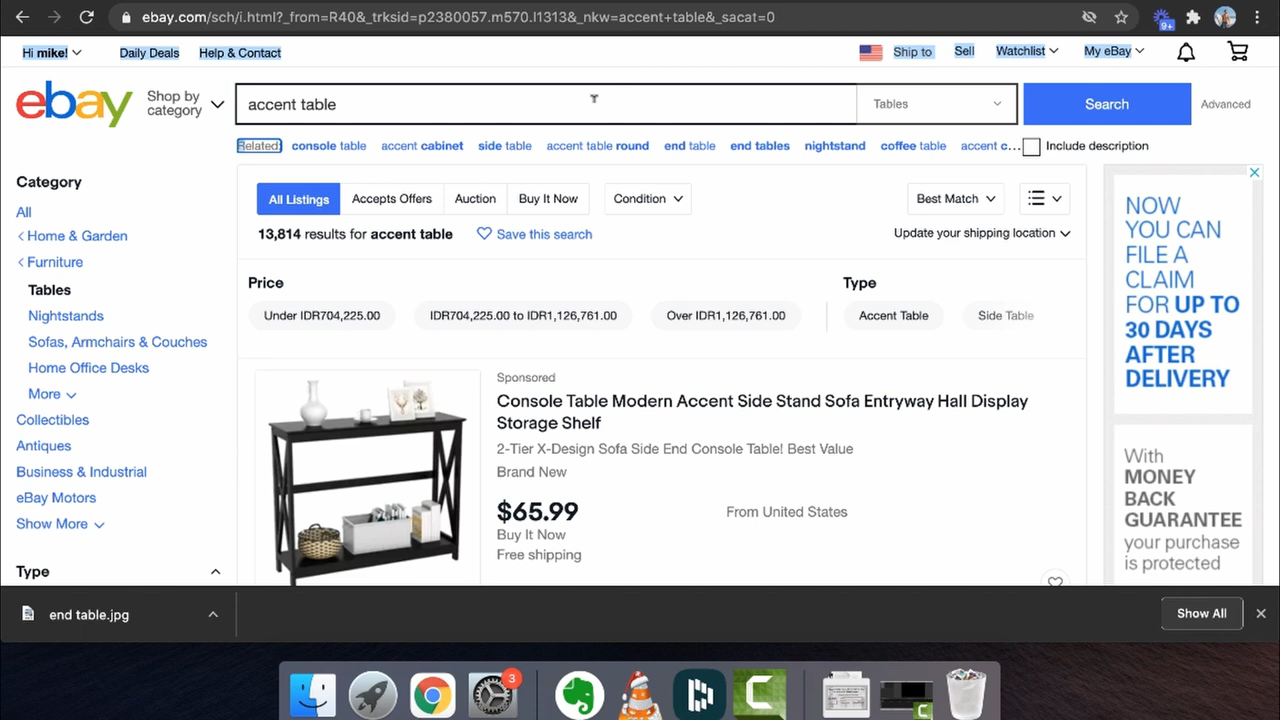 ebay.com/sch/i.html?_from=R40&_trksid=p2380057.m570.l1313&_nkw=accent+table&_sacat=0
9+
Hi mike! Daily Deals Help & Contact Ship to Sell Watchlist My eBay
ebay
Shop by
category
accent table
Tables
Search
Advanced
Related: console table accent cabinet side table accent table round end table end tables nightstand coffee table accent c... Include description
Category
All
Home & Garden
Furniture
Tables
Nightstands
Sofas, Armchairs & Couches
Home Office Desks
More
Collectibles
Antiques
Business & Industrial
eBay Motors
Show More
Type
All Listings Accepts Offers Auction Buy It Now Condition Best Match
13,814 results for accent table Save this search Update your shipping location
Price
Under IDR704,225.00 IDR704,225.00 to IDR1,126,761.00 Over IDR1,126,761.00
Type
Accent Table Side Table
Sponsored
Console Table Modern Accent Side Stand Sofa Entryway Hall Display
Storage Shelf
2-Tier X-Design Sofa Side End Console Table! Best Value
Brand New
$65.99
From United States
Buy It Now
Free shipping
NOW
YOU CAN
FILE A
CLAIM
FOR UP TO
30 DAYS
AFTER
DELIVERY
With
MONEY
BACK
GUARANTEE
your purchase
is protected
end table.jpg
Show All
3